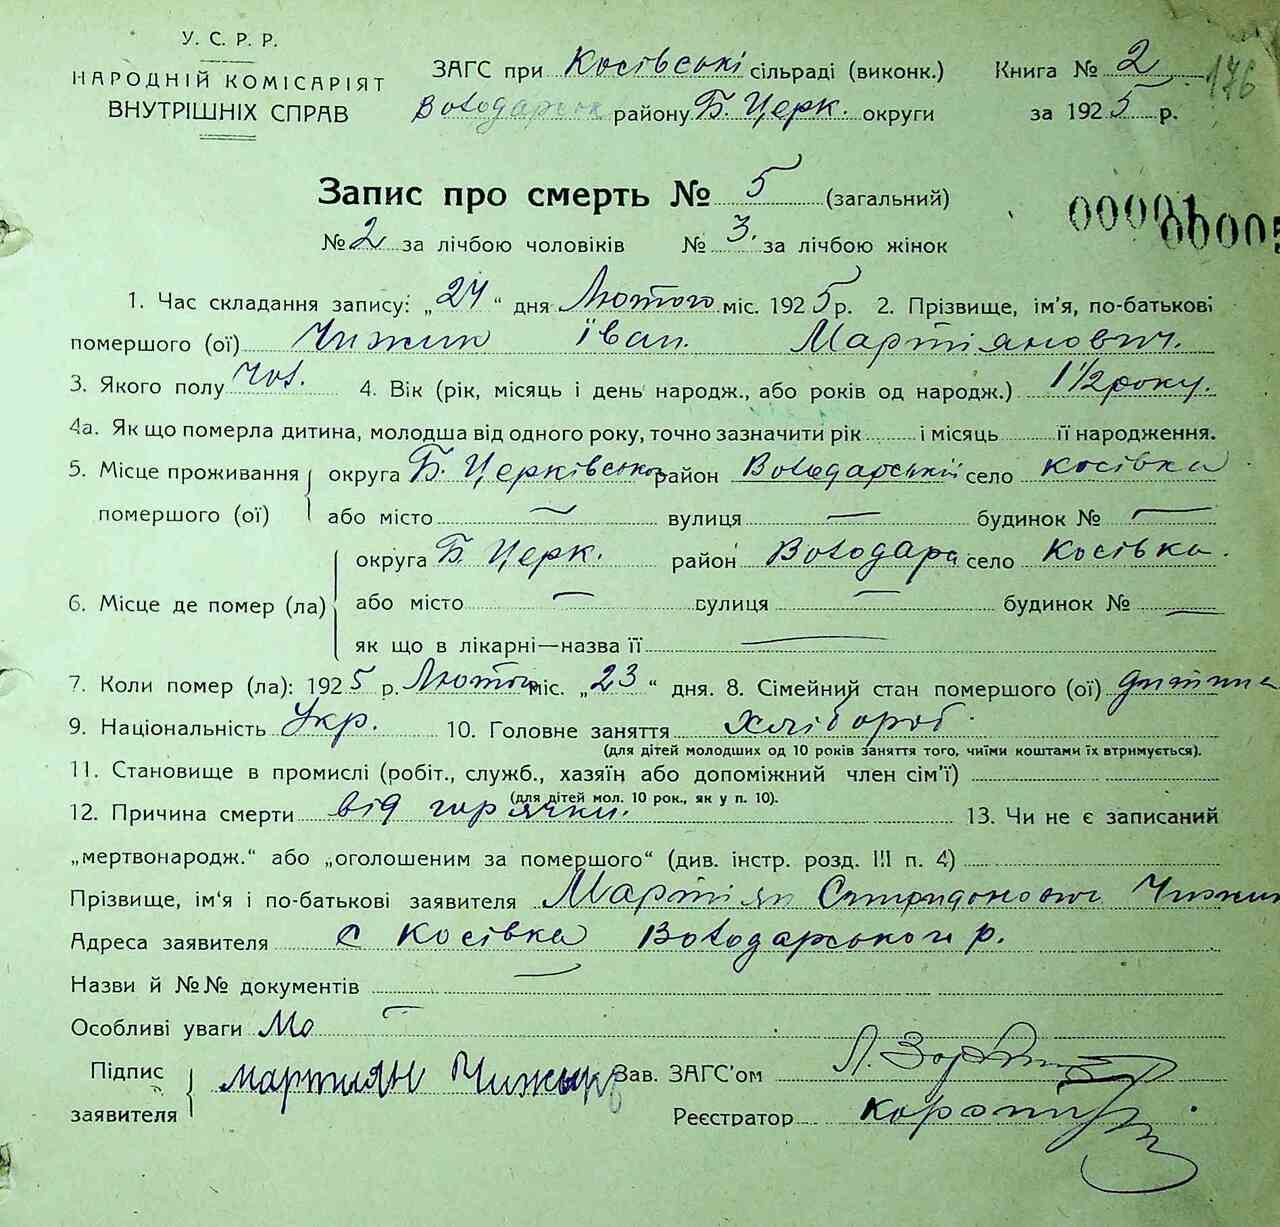 У. С. Р. Р.
НАРОДНІЙ КОМІСАРІЯТ
ВНУТРІШНІХ СПРАВ
ЗАГС при Косівські сільраді (виконк.)
Володарськ району Б. Церк. округи
Книга № 2
за 1925 р.
176
Запис про смерть № 5 (загальний)
№ 2 за лічбою чоловіків № 3. за лічбою жінок
00001
00005
1. Час складання запису: „24“ дня Лютого міс. 1925 р. 2. Прізвище, ім'я, по-батькові
помершого (ої) Чижик Іван Мартіянович.
3. Якого полу Чол. 4. Вік (рік, місяць і день народж., або років од народж.) 1 1/2 року.
4а. Як що померла дитина, молодша від одного року, точно зазначити рік і місяць її народження.
5. Місце проживання помершого (ої) округа Б. Церківська район Володарський село Косівка
або місто — вулиця — будинок № —
6. Місце де помер (ла) округа Б. Церк. район Володарс село Косівка.
або місто — вулиця — будинок № —
як що в лікарні—назва її —
7. Коли помер (ла): 1925 р. Лютого міс. „23“ дня. 8. Сімейний стан помершого (ої) дитина
9. Національність Укр. 10. Головне заняття хлібороб.
(для дітей молодших од 10 років заняття того, чиїми коштами їх втримується).
11. Становище в промислі (робіт., служб., хазяїн або допоміжний член сім'ї)
(для дітей мол. 10 рок., як у п. 10).
12. Причина смерти від горячки. 13. Чи не є записаний
„мертвонародж.“ або „оголошеним за помершого“ (див. інстр. розд. III п. 4)
Прізвище, ім'я і по-батькові заявителя Мартіян Спиридонович Чижик
Адреса заявителя с Косівка Володарського р.
Назви й №№ документів —
Особливі уваги
Підпис заявителя мартиян Чижык Зав. ЗАГС'ом
Реєстратор